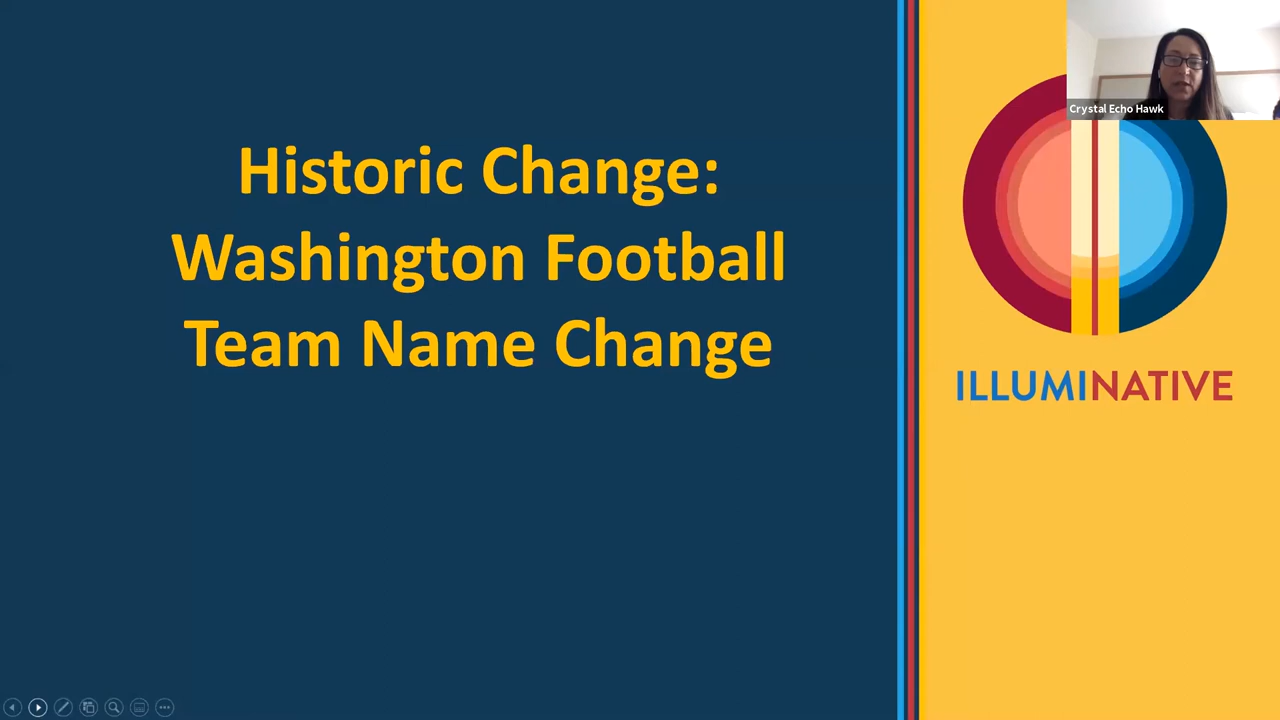 Historic Change:
Washington Football
Team Name Change
Crystal Echo Hawk
ILLUMINATIVE